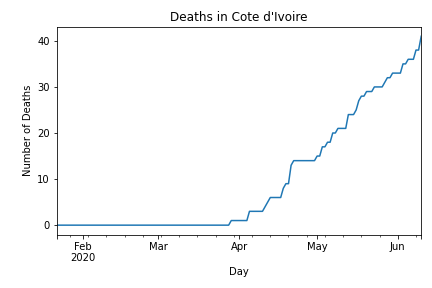 Deaths in Cote d'Ivoire
40
30
20
10
0
Number of Deaths
Feb
2020
Mar
Apr
May
Jun
Day